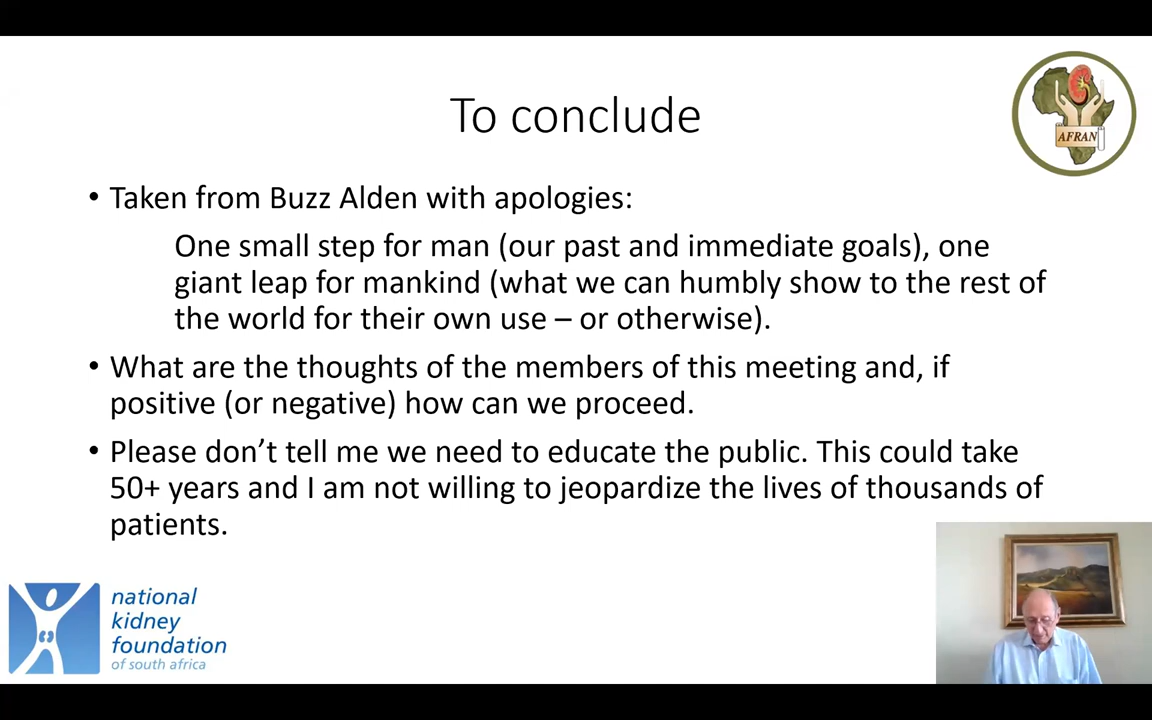 To conclude
AFRAN
• Taken from Buzz Alden with apologies:
One small step for man (our past and immediate goals), one
giant leap for mankind (what we can humbly show to the rest of
the world for their own use – or otherwise).
• What are the thoughts of the members of this meeting and, if
positive (or negative) how can we proceed.
• Please don’t tell me we need to educate the public. This could take
50+ years and I am not willing to jeopardize the lives of thousands of
patients.
national
kidney
foundation
of south africa